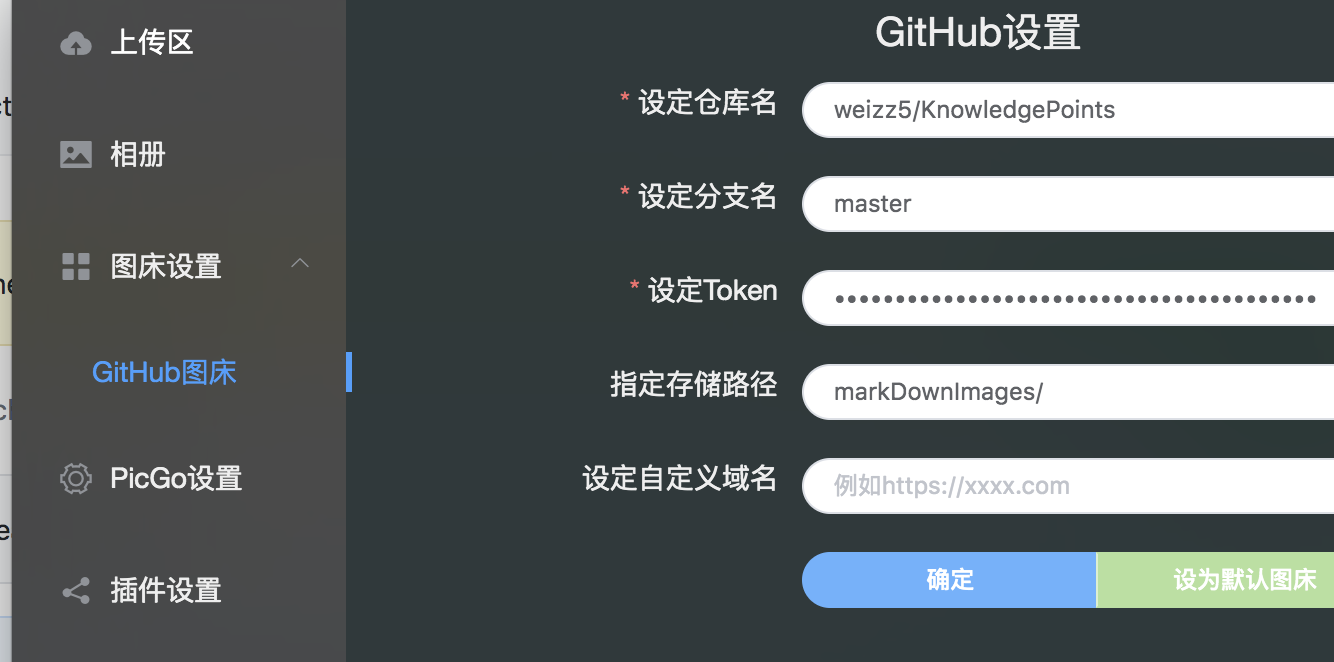 上传区
相册
图床设置
GitHub图床
PicGo设置
插件设置
GitHub设置
* 设定仓库名
weizz5/KnowledgePoints
* 设定分支名
master
* 设定Token
••••••••••••••••••••••••••••••••••••••••
指定存储路径
markDownImages/
设定自定义域名
例如https://xxxx.com
确定
设为默认图床